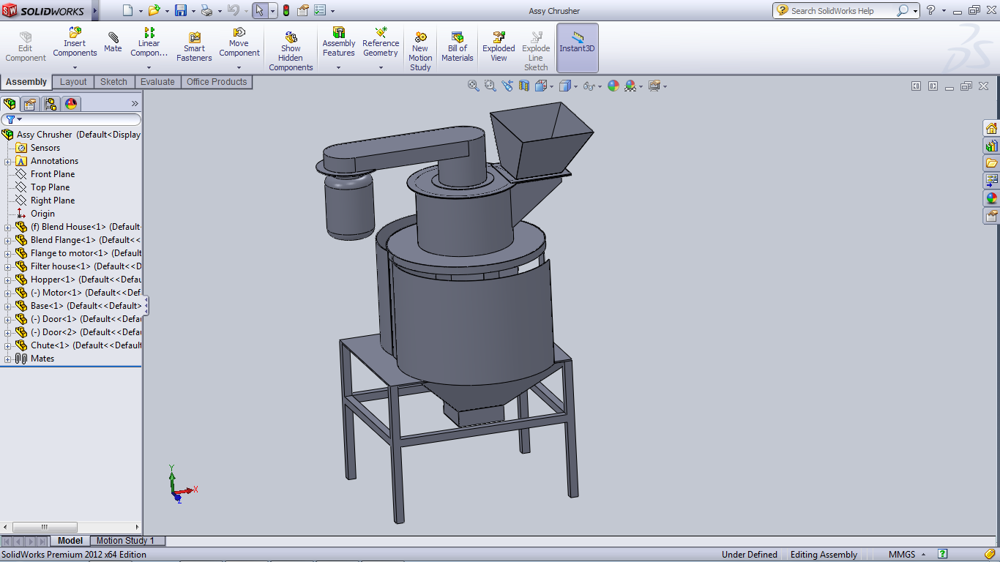 SOLIDWORKS
Assy Chrusher
Search SolidWorks Help
Edit Component
Insert Components
Mate
Linear Compon...
Smart Fasteners
Move Component
Show Hidden Components
Assembly Features
Reference Geometry
New Motion Study
Bill of Materials
Exploded View
Explode Line Sketch
Instant3D
Assembly
Layout
Sketch
Evaluate
Office Products
Assy Chrusher (Default<Display
Sensors
A
Annotations
Front Plane
Top Plane
Right Plane
Origin
(f) Blend House<1> (Default
Blend Flange<1> (Default<<
Flange to motor<1> (Default
Filter house<1> (Default<<D
Hopper<1> (Default<<Defau
(-) Motor<1> (Default<<Def
Base<1> (Default<<Default>
(-) Door<1> (Default<<Defau
(-) Door<2> (Default<<Defau
Chute<1> (Default<<Default
Mates
Y
X
Z
Model
Motion Study 1
SolidWorks Premium 2012 x64 Edition
Under Defined
Editing Assembly
MMGS